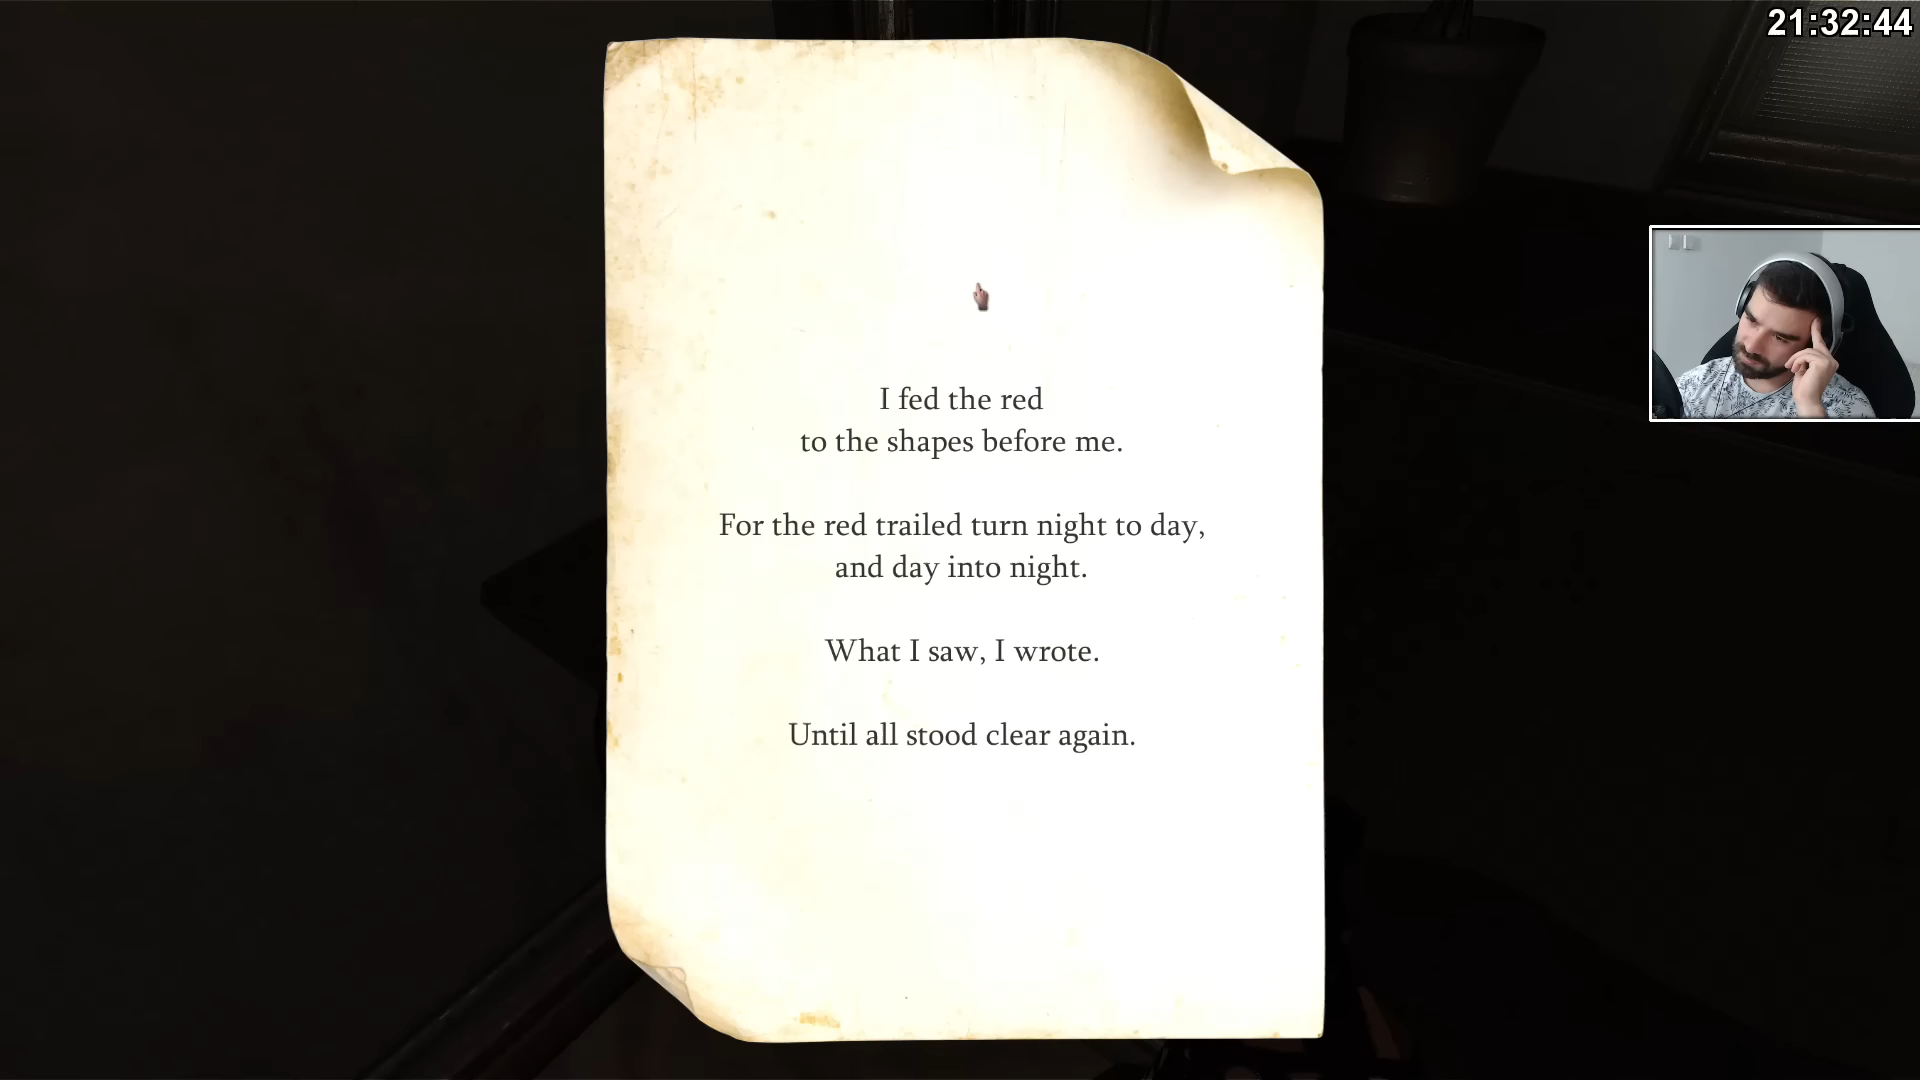 21:32:44
I fed the red
to the shapes before me.
For the red trailed turn night to day,
and day into night.
What I saw, I wrote.
Until all stood clear again.